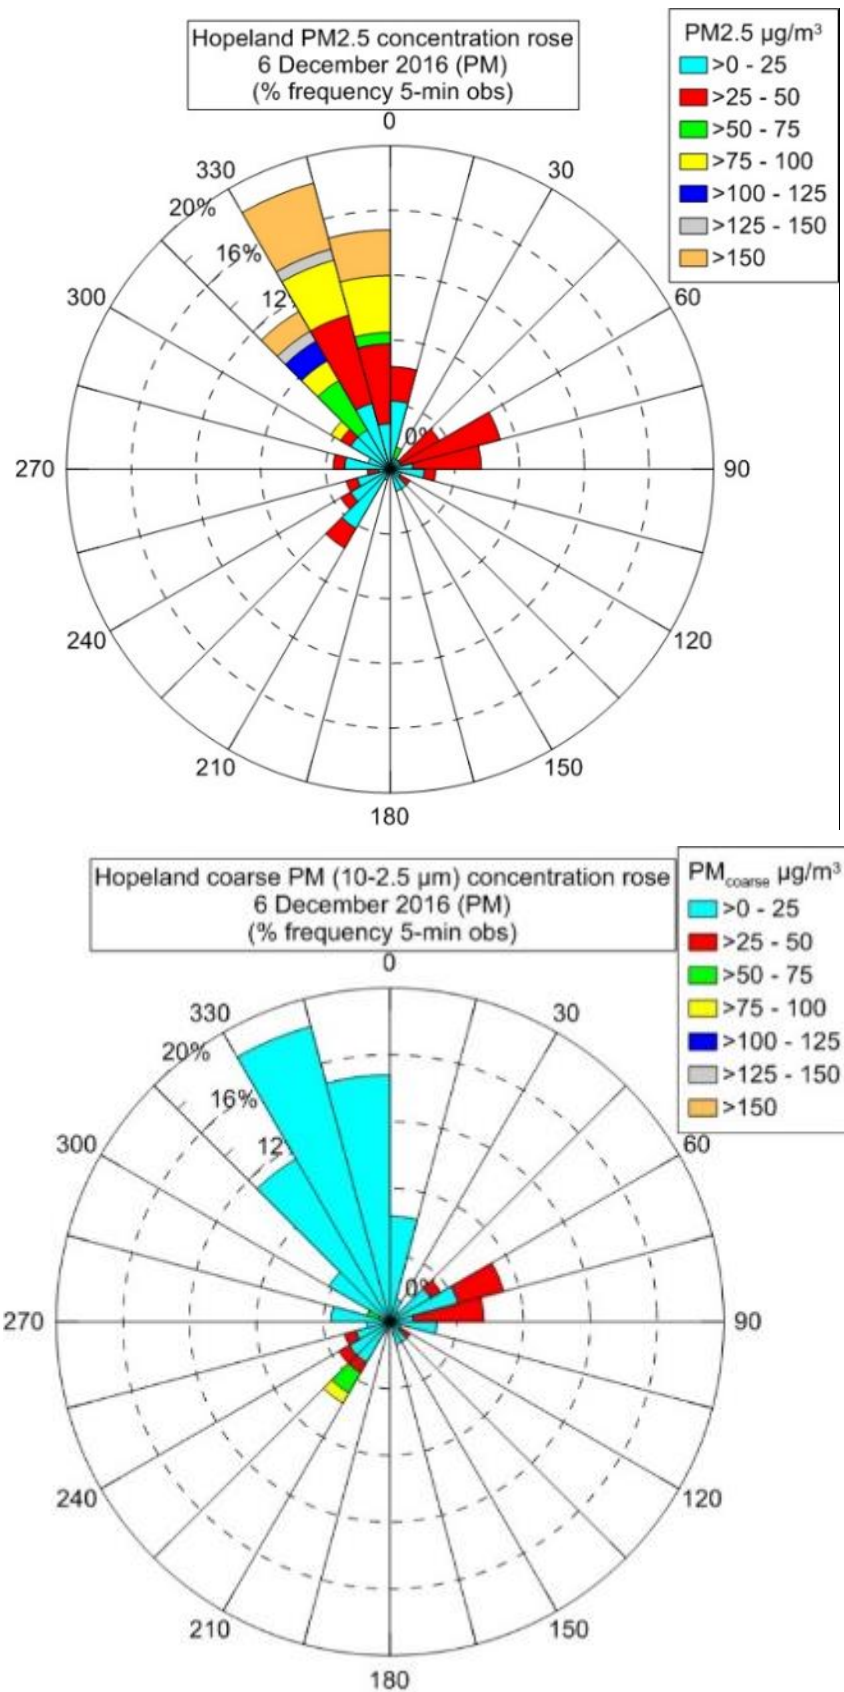 Hopeland PM2.5 concentration rose
6 December 2016 (PM)
(% frequency 5-min obs)
PM2.5 µg/m³
>0 - 25
>25 - 50
>50 - 75
>75 - 100
>100 - 125
>125 - 150
>150
0
330
30
20%
16%
300
12%
60
0%
270
90
240
120
210
150
180
Hopeland coarse PM (10-2.5 µm) concentration rose
6 December 2016 (PM)
(% frequency 5-min obs)
PMcoarse µg/m³
>0 - 25
>25 - 50
>50 - 75
>75 - 100
>100 - 125
>125 - 150
>150
0
330
30
20%
16%
300
12%
60
0%
270
90
240
120
210
150
180